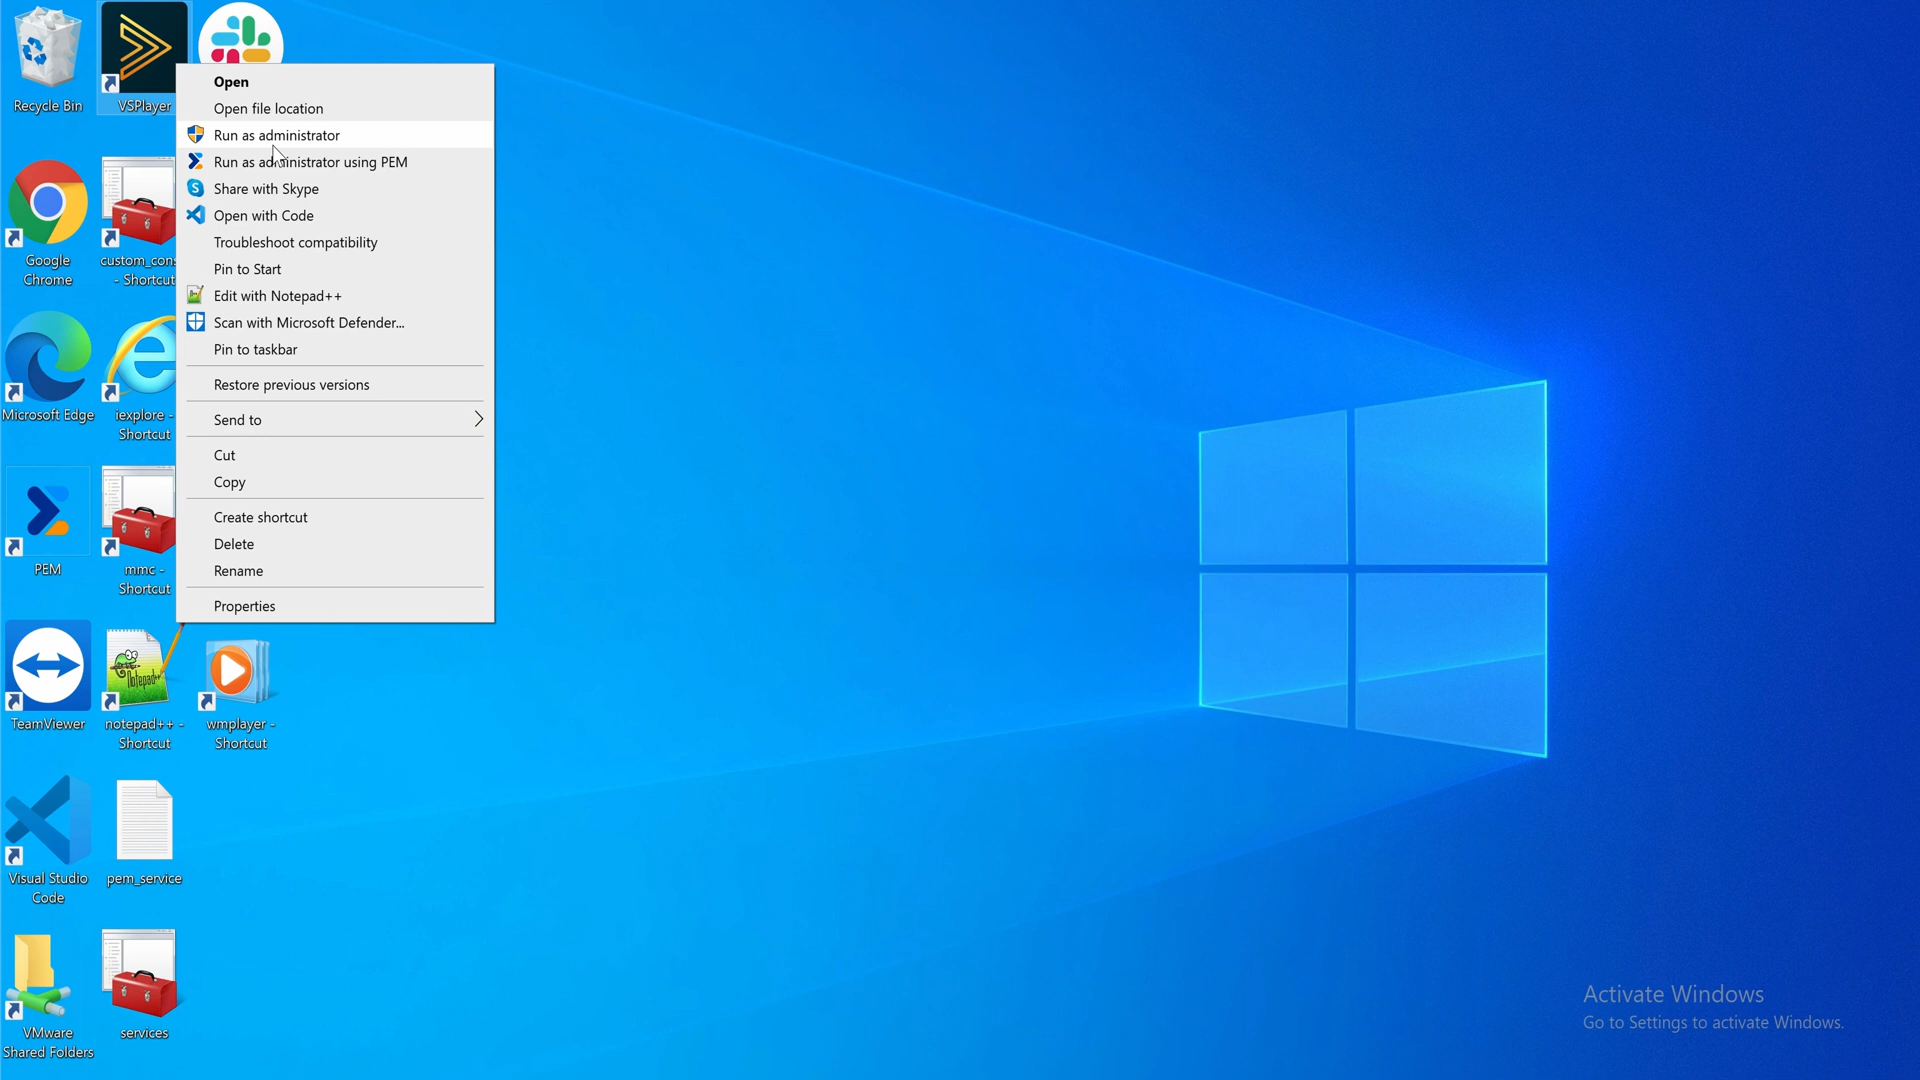 Recycle Bin
VSPlayer
Open
Open file location
Run as administrator
Run as administrator using PEM
Share with Skype
Open with Code
Troubleshoot compatibility
Pin to Start
Edit with Notepad++
Scan with Microsoft Defender...
Pin to taskbar
Restore previous versions
Send to
Cut
Copy
Create shortcut
Delete
Rename
Properties
Google
Chrome
custom_cons
- Shortcut
Microsoft Edge
iexplore -
Shortcut
PEM
mmc -
Shortcut
TeamViewer
Notepad++
notepad++ -
Shortcut
wmplayer -
Shortcut
Visual Studio
Code
pem_service
VMware
Shared Folders
services
Activate Windows
Go to Settings to activate Windows.